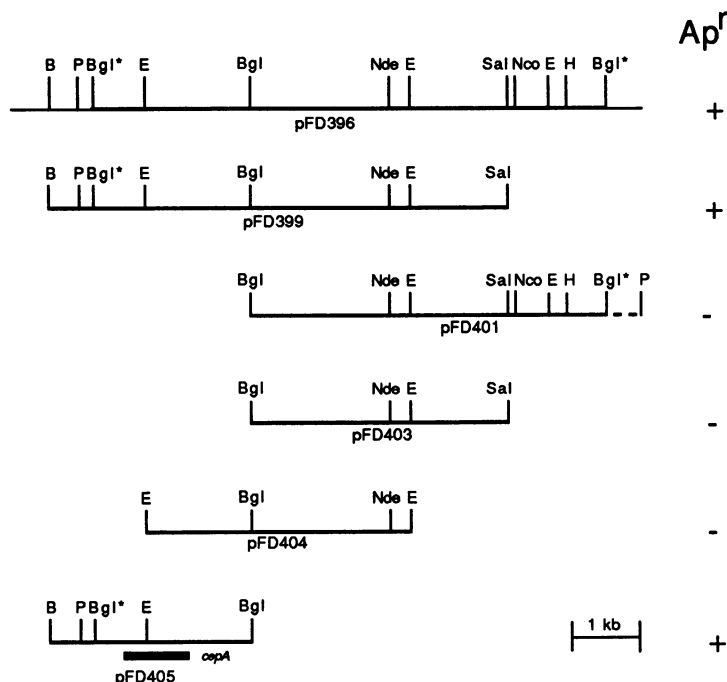 Apr
B P Bgl* E Bgl Nde E Sal Nco E H Bgl*
pFD396
+
B P Bgl* E Bgl Nde E Sal
pFD399
+
Bgl Nde E Sal Nco E H Bgl* P
pFD401
-
Bgl Nde E Sal
pFD403
-
E Bgl Nde E
pFD404
-
B P Bgl* E Bgl
1 kb
cepA
+
pFD405